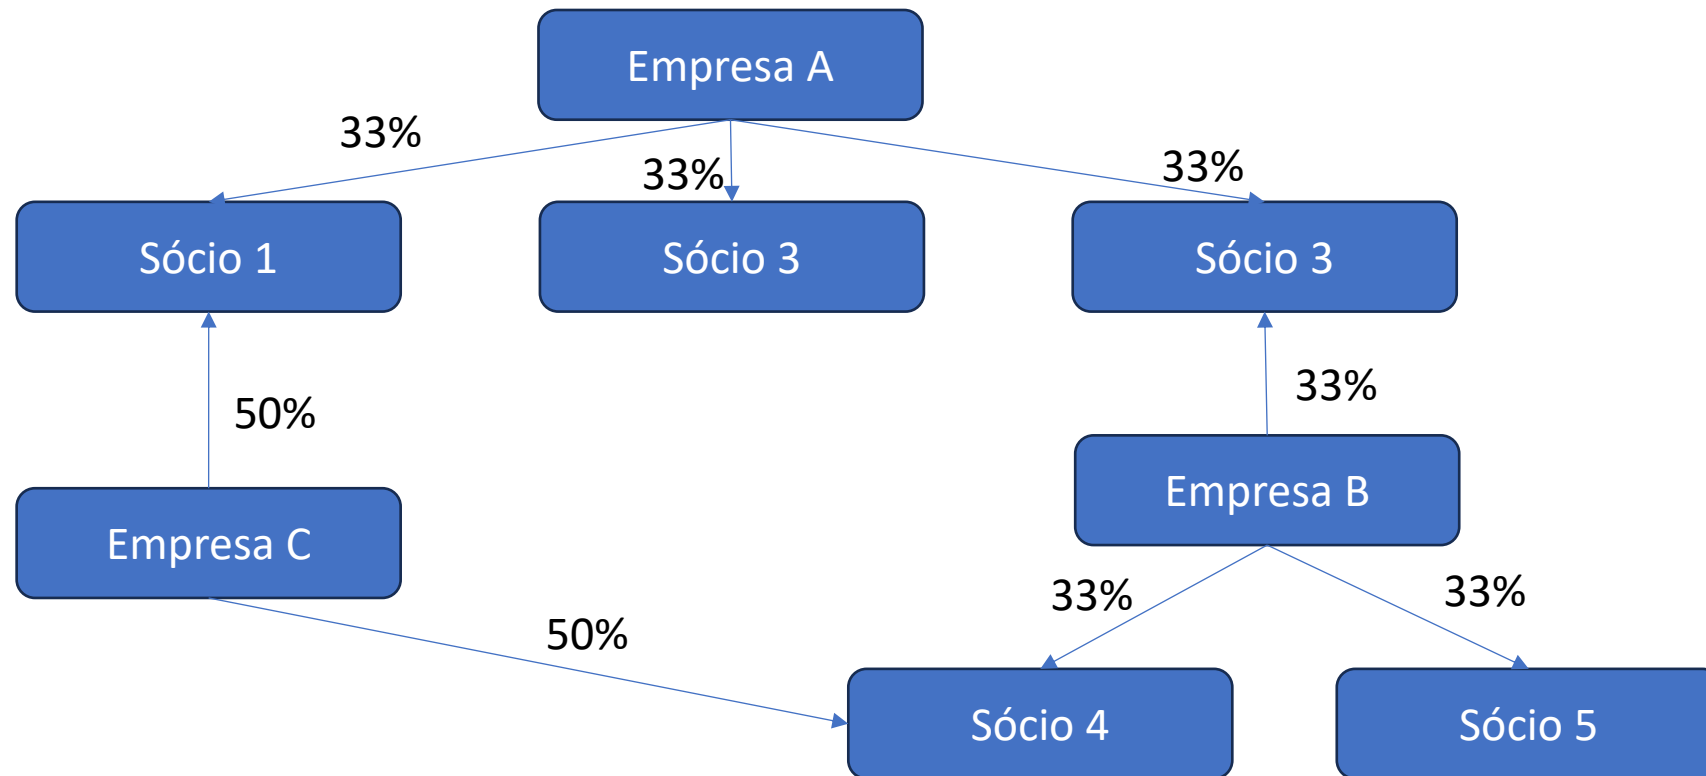 Empresa A
33%
33%
33%
Sócio 1
Sócio 3
Sócio 3
50%
33%
Empresa B
Empresa C
33%
33%
50%
Sócio 4
Sócio 5